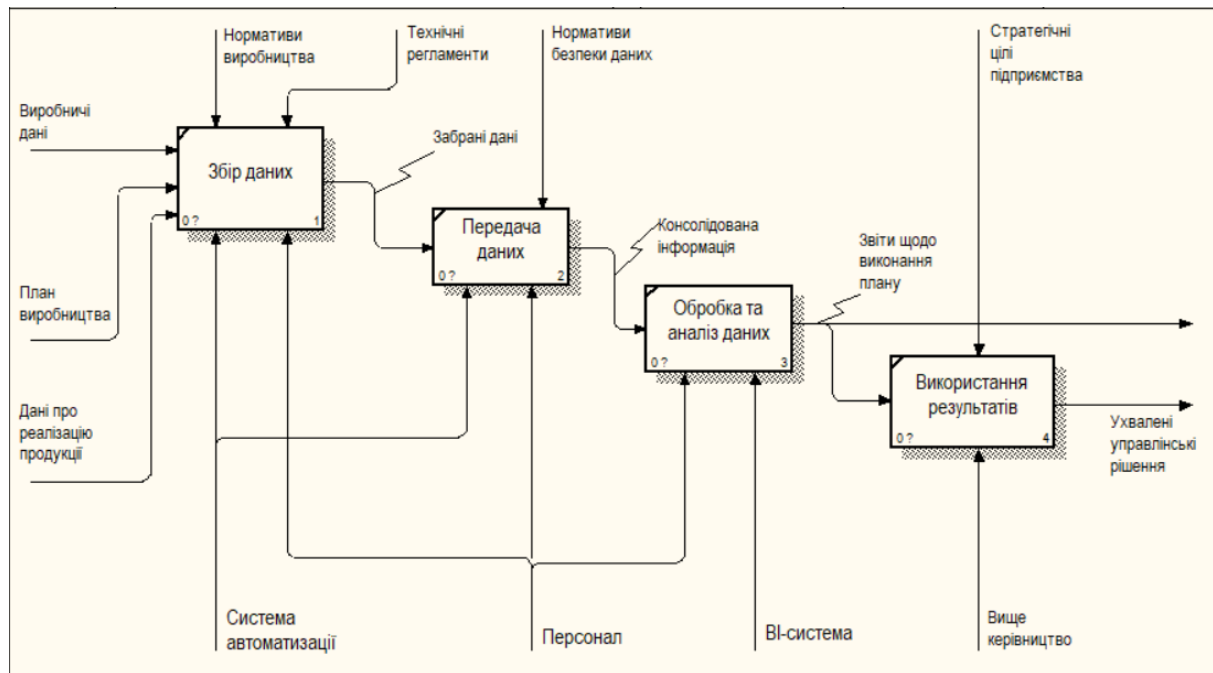 Нормативи
виробництва
Технічні
регламенти
Нормативи
безпеки даних
Стратегічні
цілі
підприємства
Виробничі
дані
Збір даних
0 ?
1
Забрані дані
Передача
даних
0 ?
2
Консолідована
інформація
Звіти щодо
виконання
плану
План
виробництва
Обробка та
аналіз даних
0 ?
3
Використання
результатів
0 ?
4
Дані про
реалізацію
продукції
Ухвалені
управлінські
рішення
Система
автоматизації
Персонал
ВІ-система
Вище
керівництво